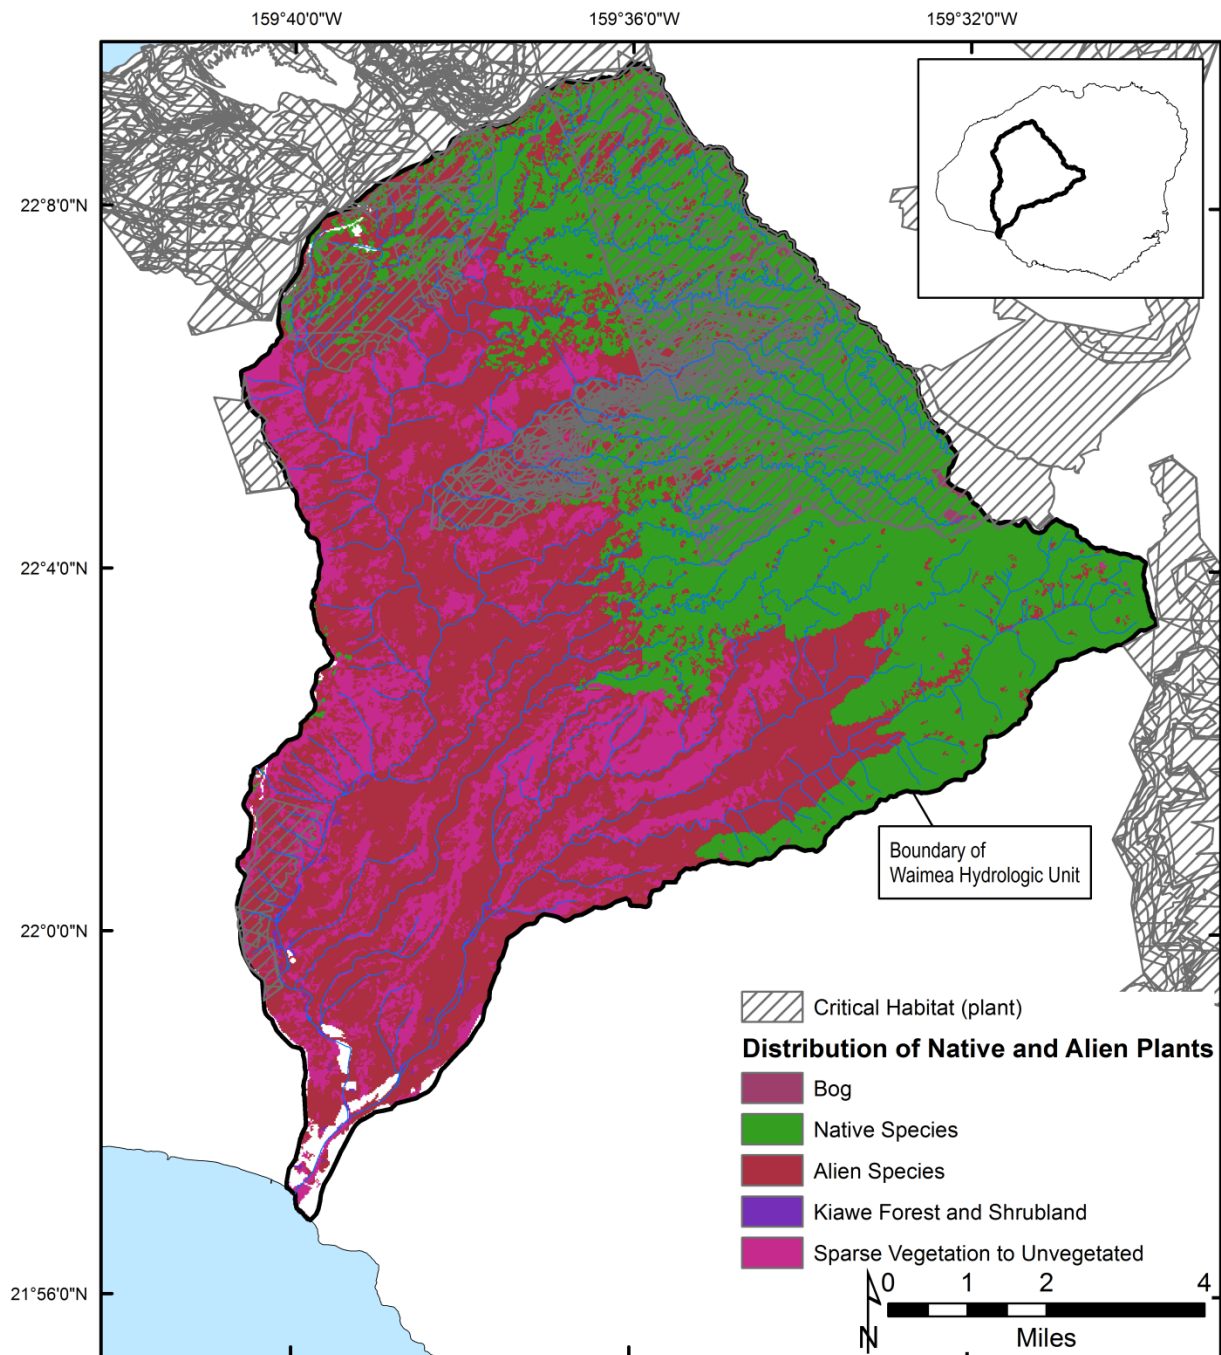 159°40'0"W
159°36'0"W
159°32'0"W
22°8'0"N
22°4'0"N
22°0'0"N
21°56'0"N
Boundary of
Waimea Hydrologic Unit
Critical Habitat (plant)
Distribution of Native and Alien Plants
Bog
Native Species
Alien Species
Kiawe Forest and Shrubland
Sparse Vegetation to Unvegetated
0 1 2 4
Miles
N